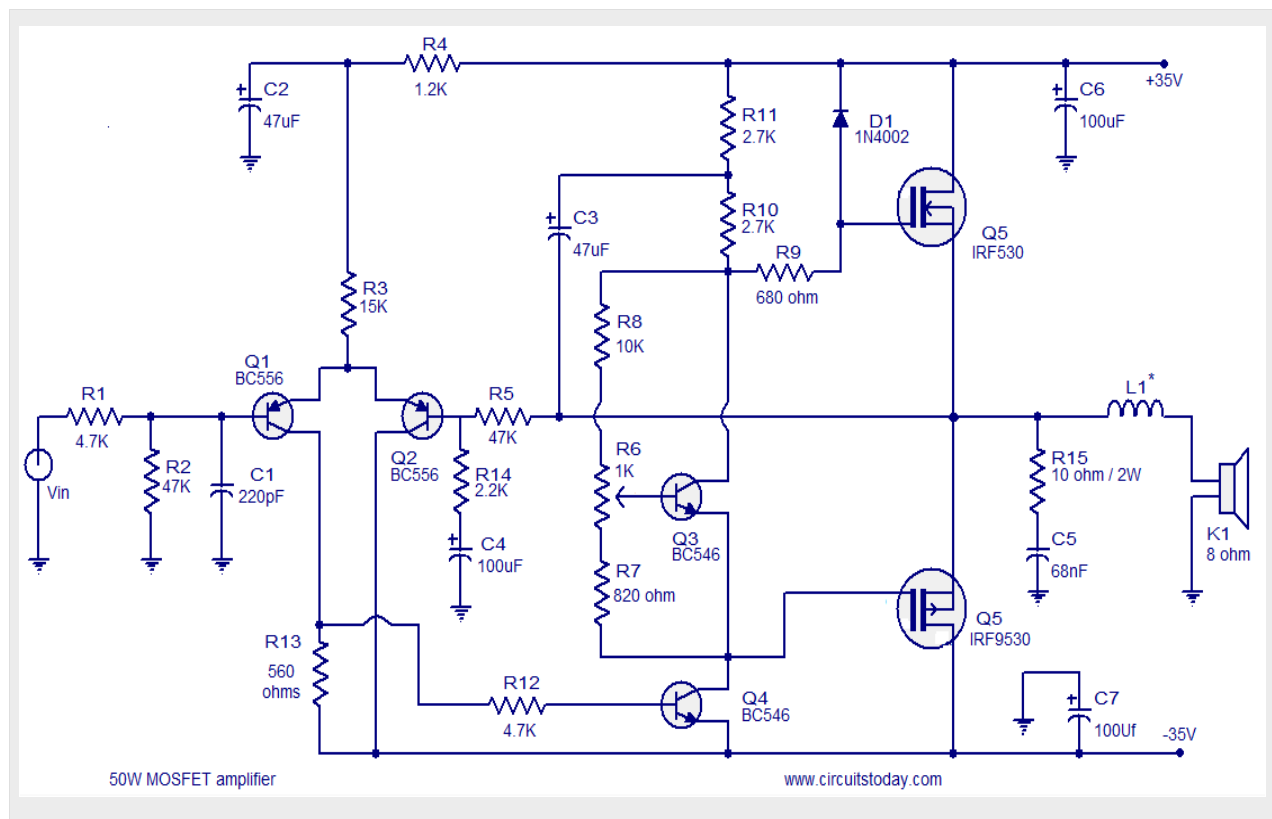 R4
1.2K
+
C2
47uF
R11
2.7K
D1
1N4002
+35V
+
C6
100uF
R10
2.7K
+
C3
47uF
Q5
IRF530
R9
680 ohm
R3
15K
R8
10K
Q1
BC556
R1
4.7K
R5
47K
L1*
Q2
BC556
R2
47K
C1
220pF
Vin
R14
2.2K
R6
1K
R15
10 ohm / 2W
+
C4
100uF
Q3
BC546
C5
68nF
K1
8 ohm
R7
820 ohm
Q5
IRF9530
R13
560
ohms
R12
4.7K
Q4
BC546
+
C7
100Uf
-35V
50W MOSFET amplifier
www.circuitstoday.com